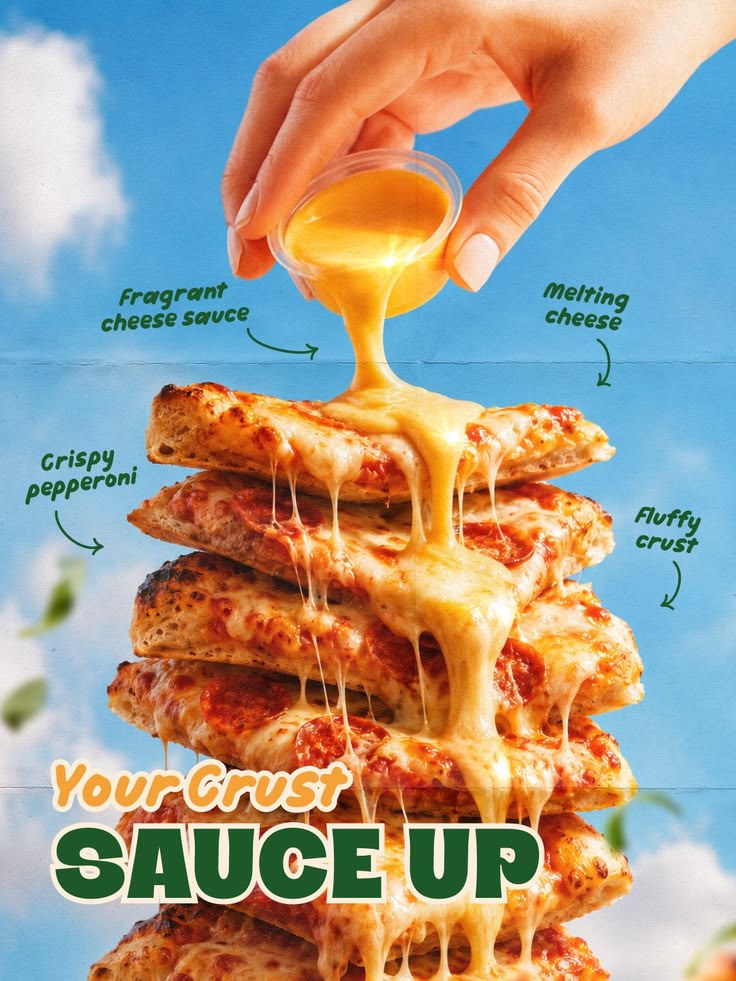 Fragrant
cheese sauce
Melting
cheese
Crispy
pepperoni
Fluffy
crust
Your Crust
SAUCE UP